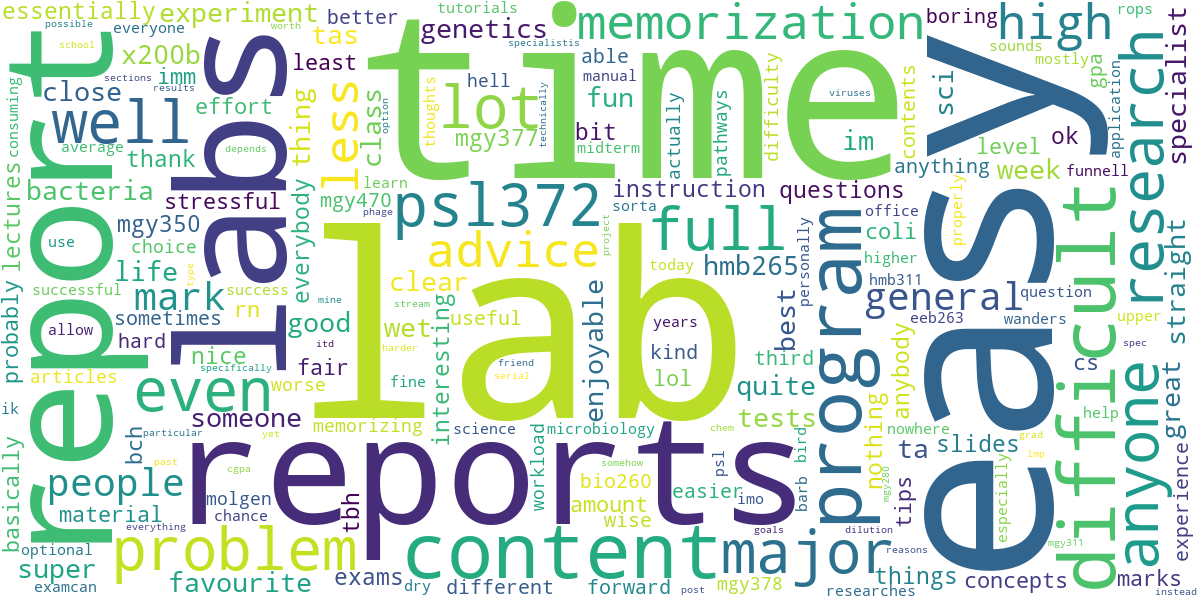 essentially
possible
everyone
worth
experiment
better
tutorials
questions
genetics
specialistis
memorization
boring
high
rops
specialist
school
sections
results
x200b
tas
least
able
manual
sounds
mostly
gpa
application
consuming
report
labs
imm
close
effort
thing
less
option
class
thoughts
time
hell
lot
mgy377
technically
fun
bit
midterm
actually
pathways
difficulty
viruses
im
contents
sci
easy
ok
level
week
funnell
research
well
average
thank
depends
learn
bacteria
stressful
mgy470
phage
psl372
sorta
instruction
questions
project
anything
properly
office
coli
higher
lectures
probably
use
mgy350
choice
everybody
life
type
successful
mark
success
rn
sometimes
advice
clear
full
hmb265
today
personally
hmb311
general
eeb263
question
wanders
upper
straight
difficult
allow
hard
nice
specifically
good
mine
stream
itd
harder
fair
wet
useful
interesting
lab
friend
serial
years
kind
lol
enjoyable
best
third
program
anybody
cs
spec
help
great
anyone
articles
ik
even
worse
fine
quite
tests
nothing
nowhere
slides
experience
basically
particular
someone
memorizing
science
workload
microbiology
chem
barb
bird
ta
mgy280
grad
lmp
especially
bch
past
yet
cgpa
reports
somehow
psl
bio260
easier
imo
people
material
molgen
chance
tbh
amount
wise
goals
dilution
tips
everything
optional
problem
content
major
reasons
mgy311
super
examcan
favourite
exams
dry
different
forward
post
mgy378
researches
things
concepts
marks
instead